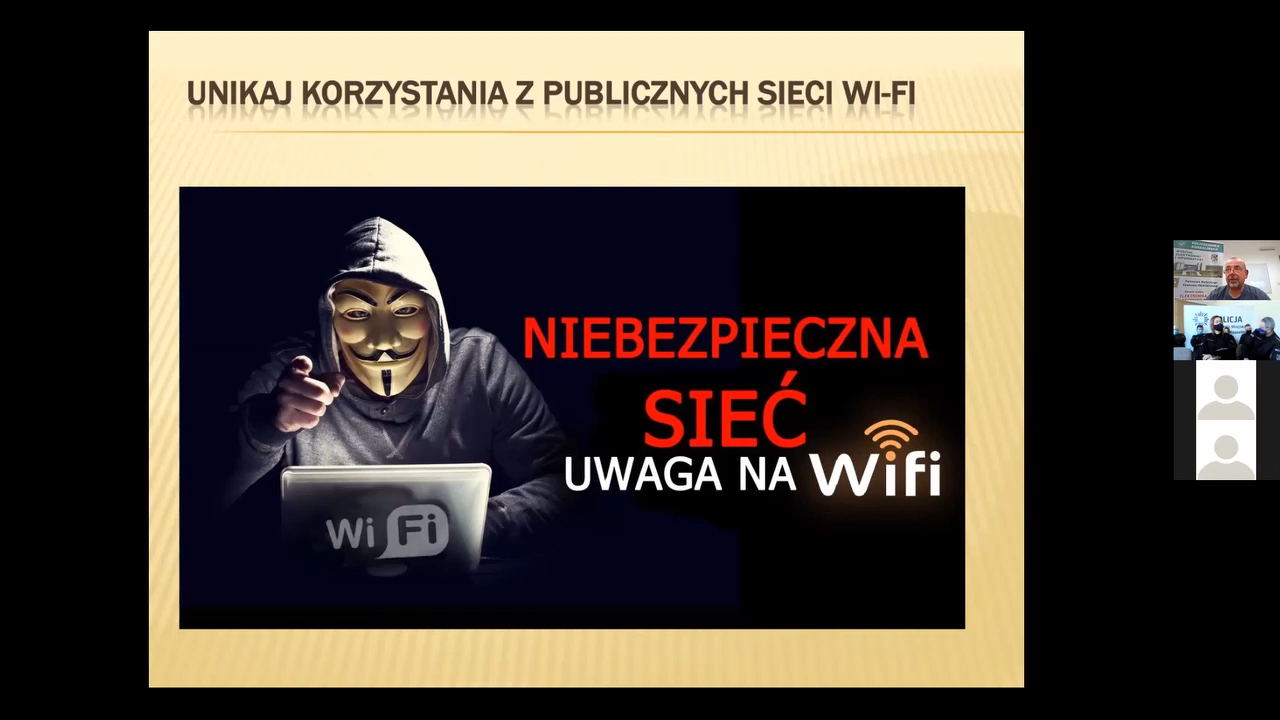 UNIKAJ KORZYSTANIA Z PUBLICZNYCH SIECI WI-FI
NIEBEZPIECZNA
SIEĆ
UWAGA NA Wifi
Wi Fi